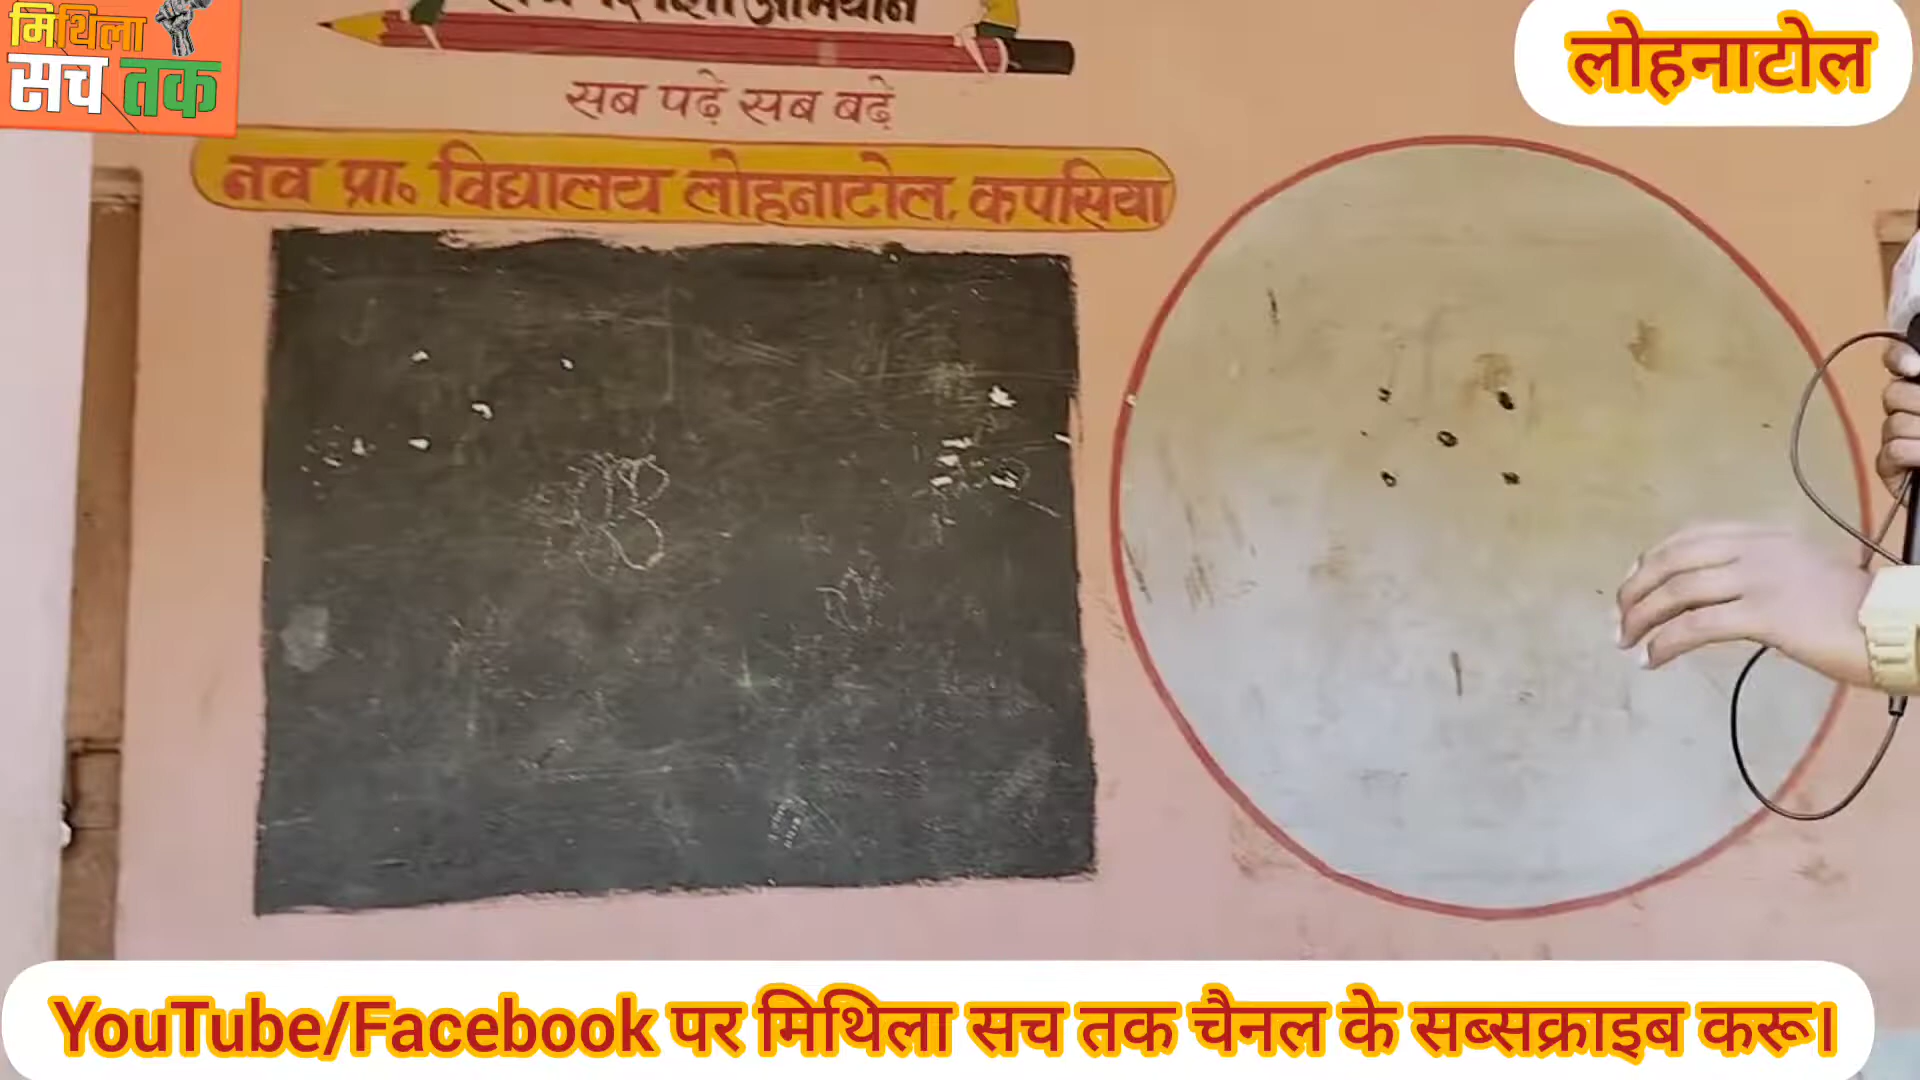 मिथिला
सच तक
लोहनाटोल
अभियान
सब पढ़ें सब बढ़ें
नव प्रा० विद्यालय लोहनाटोल, कपसिया
YouTube/Facebook पर मिथिला सच तक चैनल के सब्सक्राइब करू।